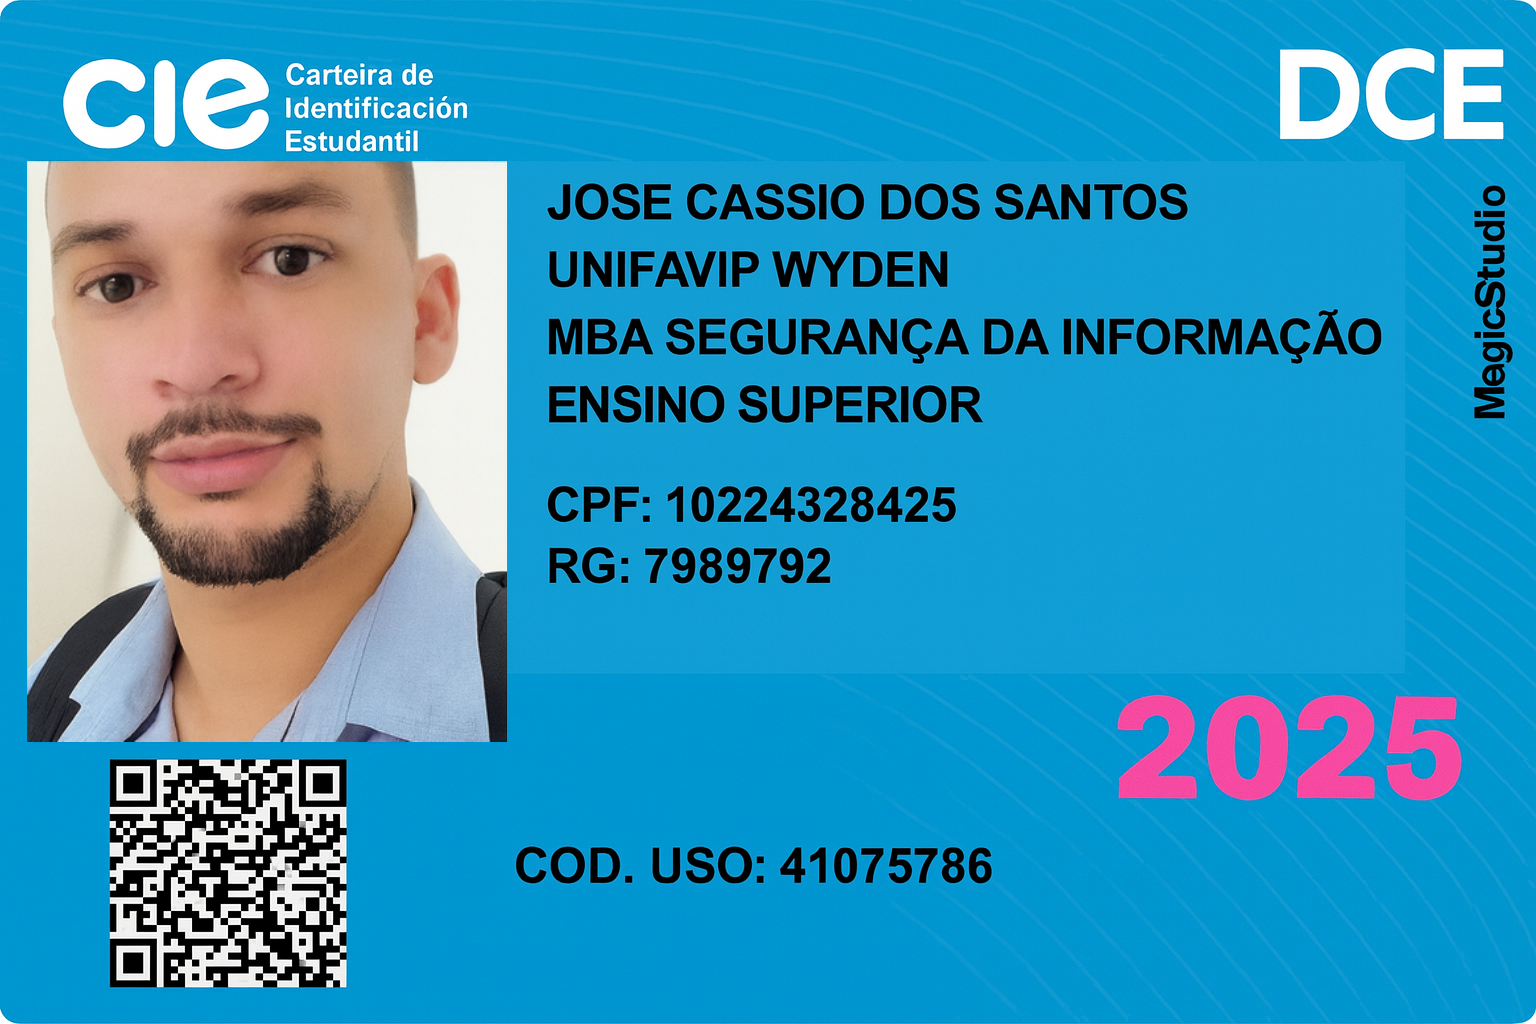 cie
Carteira de
Identificación
Estudantil
DCE
JOSE CASSIO DOS SANTOS
UNIFAVIP WYDEN
MBA SEGURANÇA DA INFORMAÇÃO
ENSINO SUPERIOR
CPF: 10224328425
RG: 7989792
MegicStudio
2025
COD. USO: 41075786